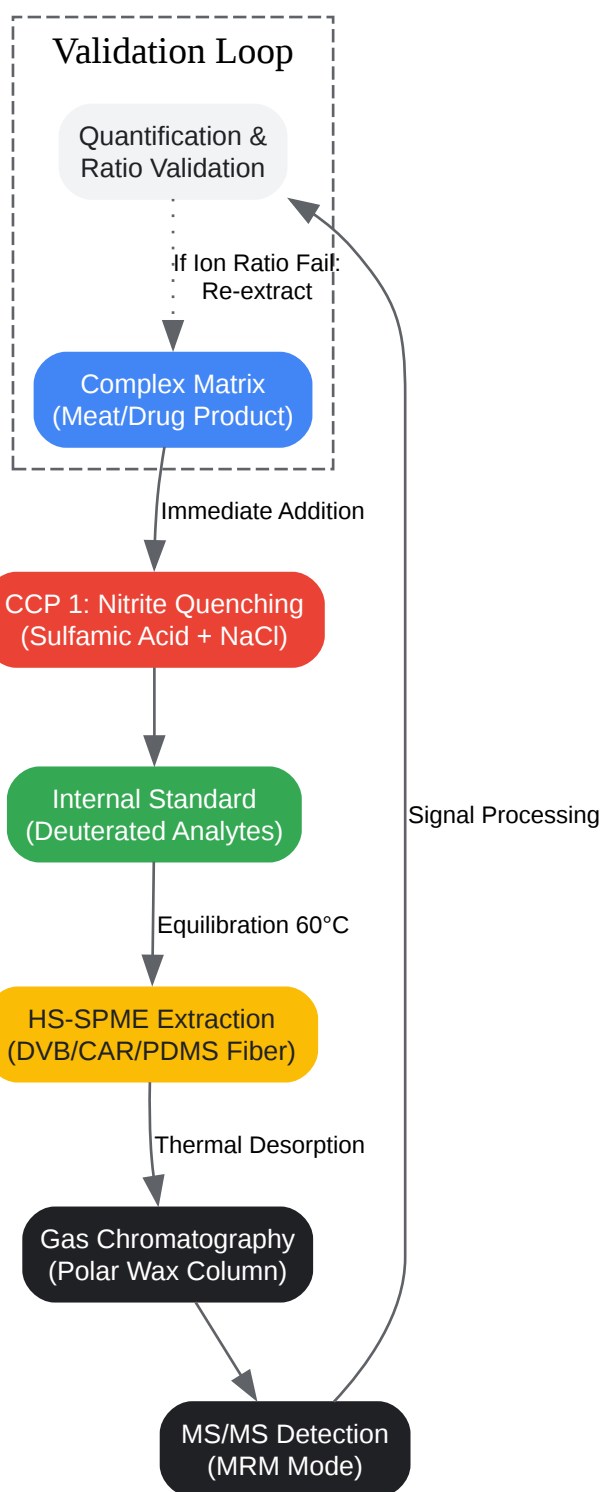 Validation Loop
Quantification &
Ratio Validation
If Ion Ratio Fail:
Re-extract
Complex Matrix
(Meat/Drug Product)
Immediate Addition
CCP 1: Nitrite Quenching
(Sulfamic Acid + NaCl)
Internal Standard
(Deuterated Analytes)
Signal Processing
Equilibration 60°C
HS-SPME Extraction
(DVB/CAR/PDMS Fiber)
Thermal Desorption
Gas Chromatography
(Polar Wax Column)
MS/MS Detection
(MRM Mode)